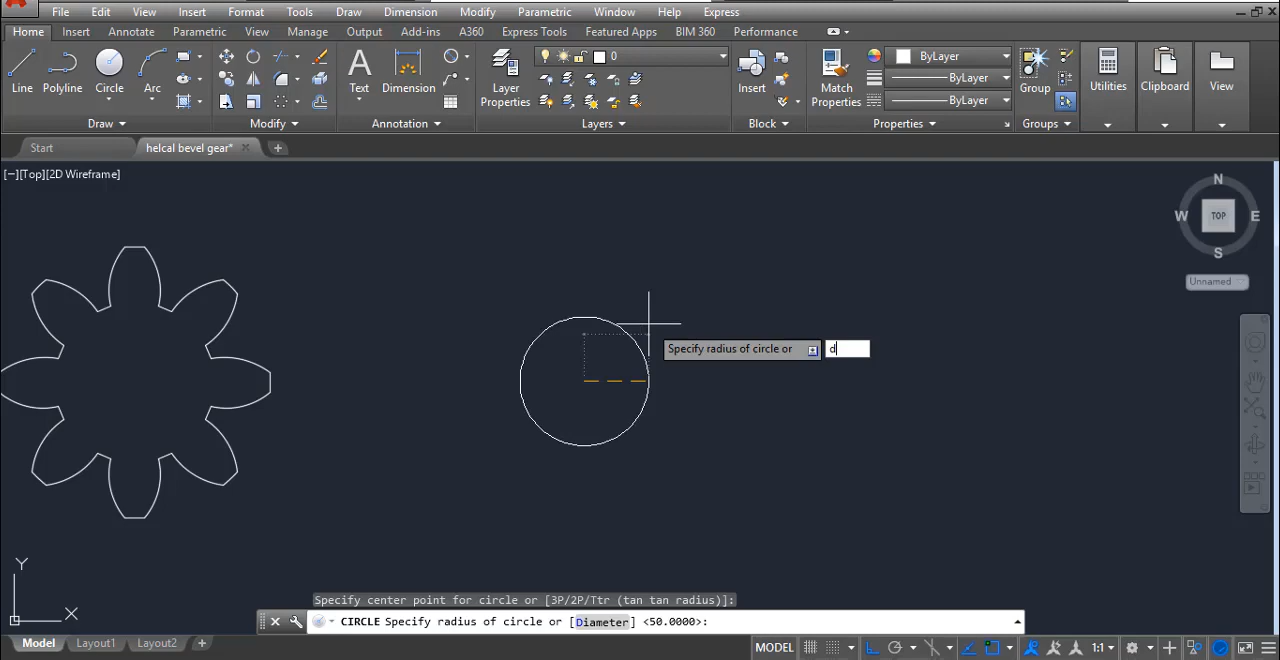 File Edit View Insert Format Tools Draw Dimension Modify Parametric Window Help Express
Home Insert Annotate Parametric View Manage Output Add-ins A360 Express Tools Featured Apps BIM 360 Performance
0
ByLayer
ByLayer
ByLayer
Line Polyline Circle Arc Text Dimension Layer Properties Insert Match Properties Group Utilities Clipboard View
Draw Modify Annotation Layers Block Properties Groups
Start helcal bevel gear*
[−][Top][2D Wireframe]
N
W TOP E
S
Unnamed
Specify radius of circle or d
Y
X
Specify center point for circle or [3P/2P/Ttr (tan tan radius)]:
CIRCLE Specify radius of circle or [Diameter] <50.0000>:
Model Layout1 Layout2 MODEL 1:1